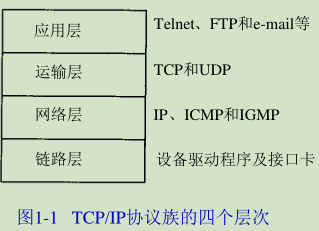 应用层 Telnet、FTP和e-mail等
运输层 TCP和UDP
网络层 IP、ICMP和IGMP
链路层 设备驱动程序及接口卡
图1-1 TCP/IP协议族的四个层次